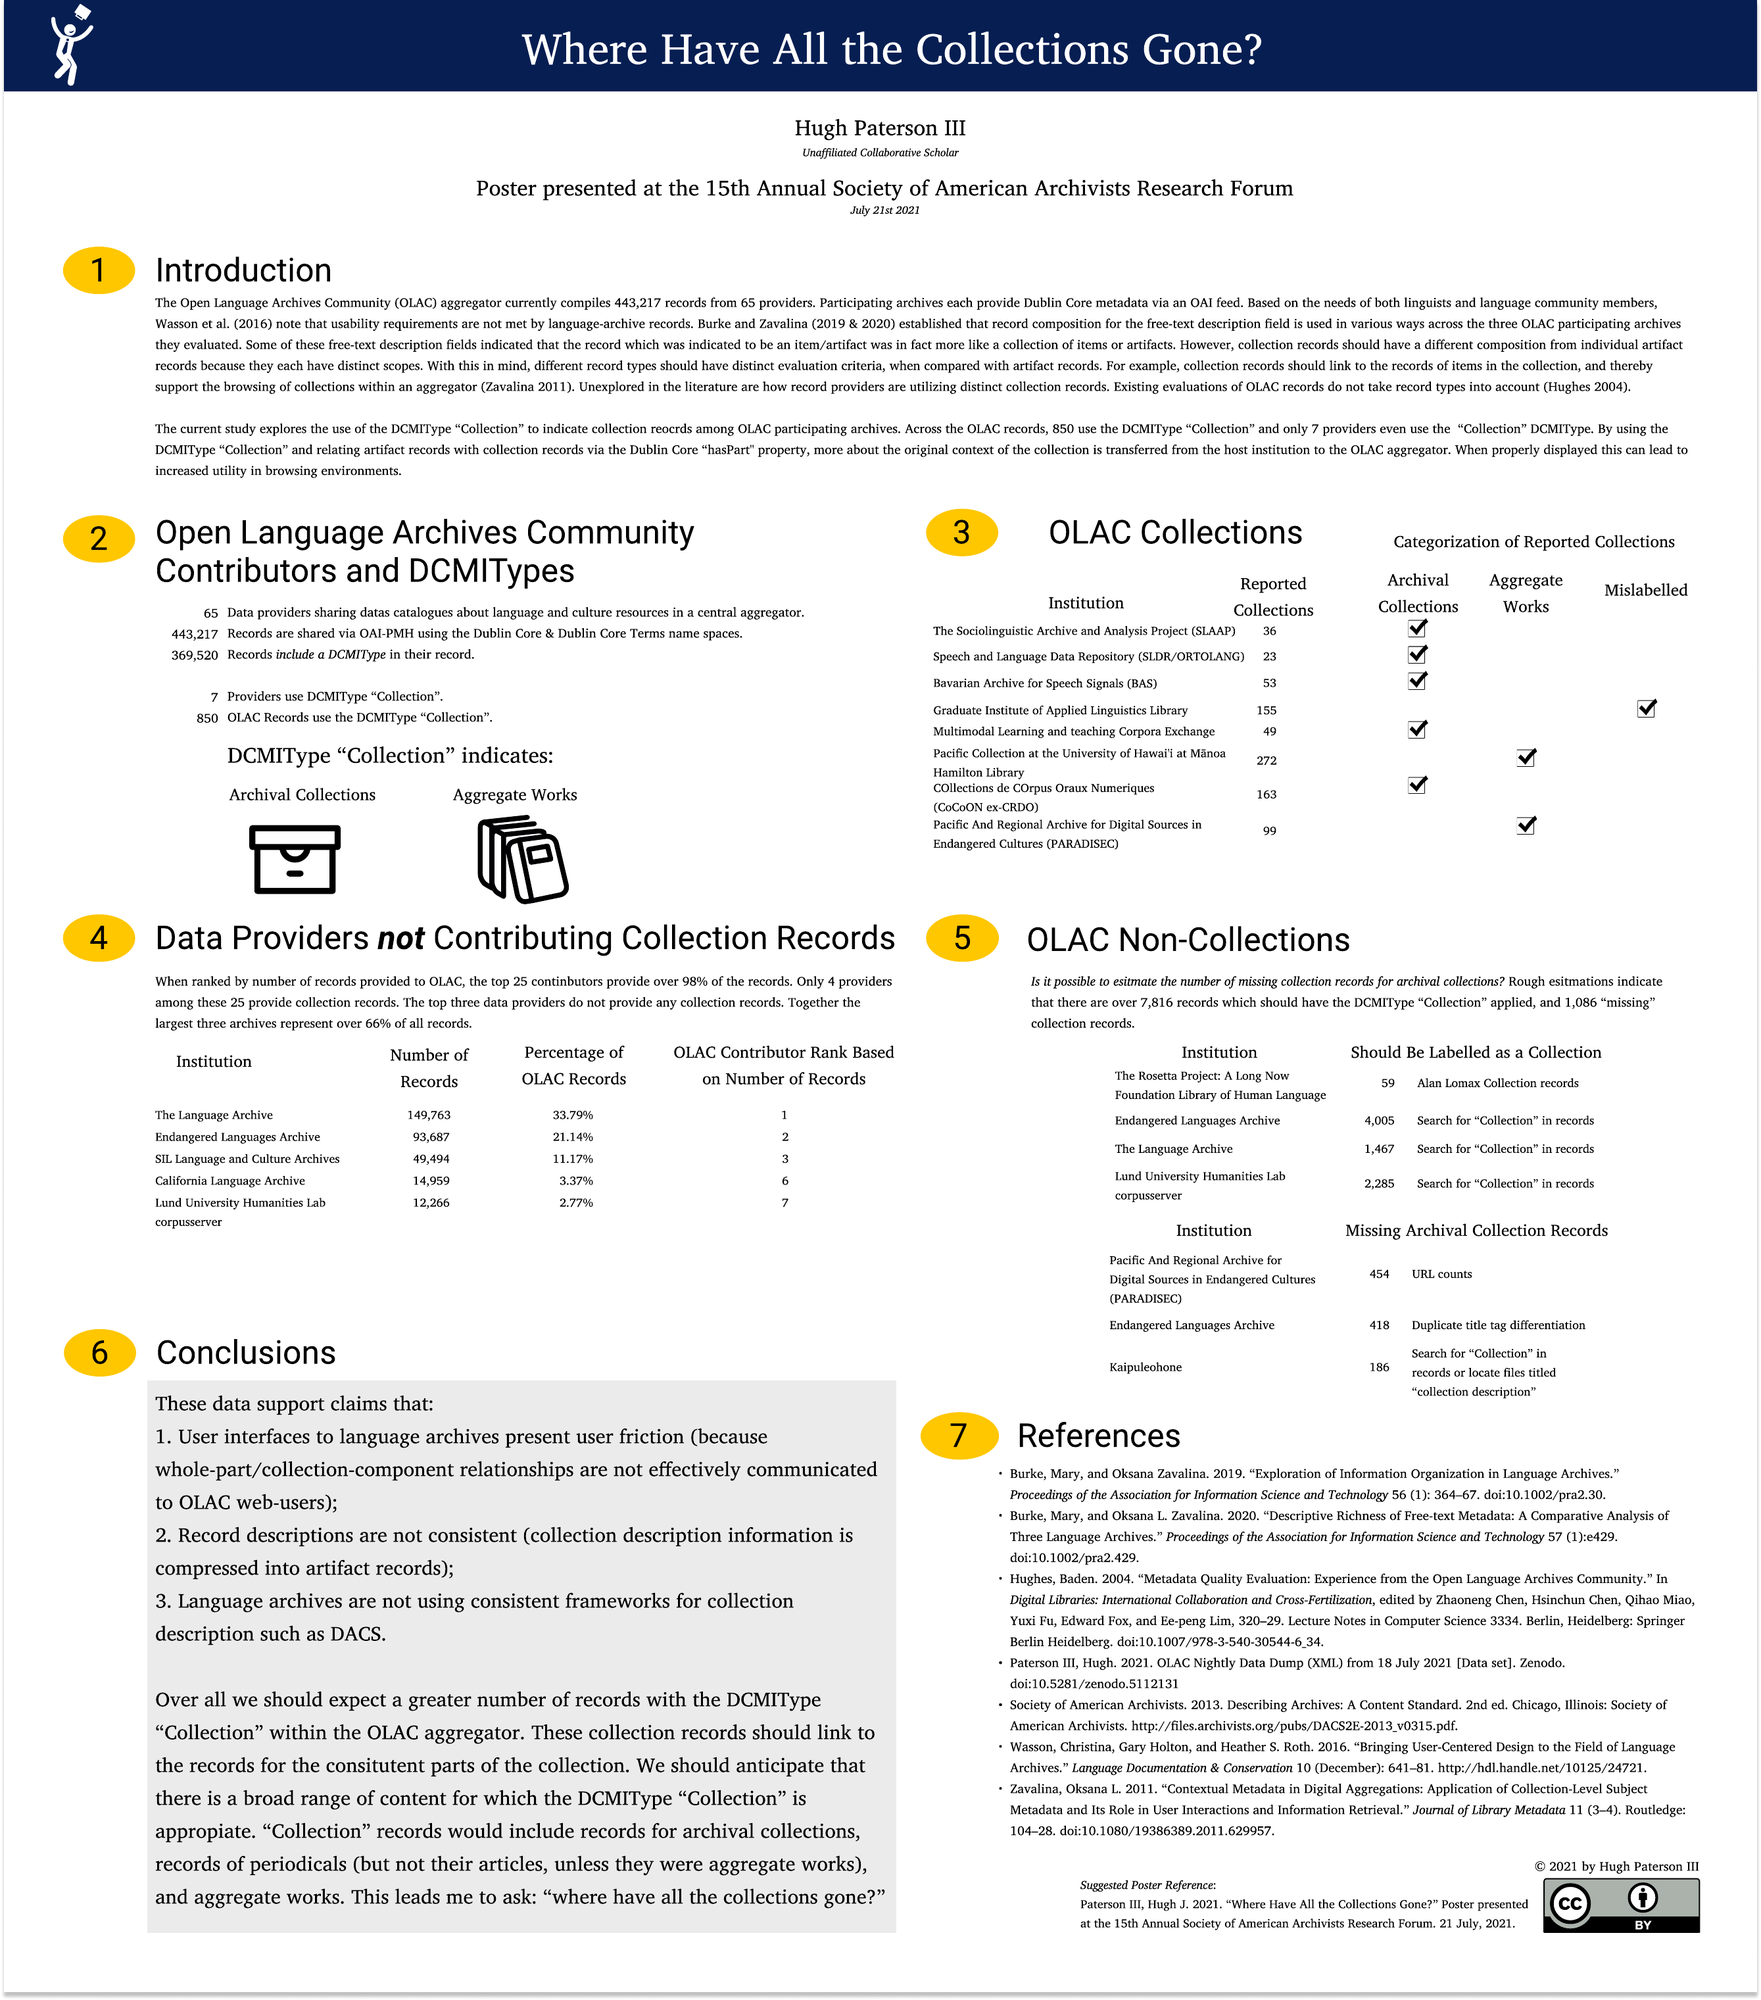 Where Have All the Collections Gone?
Hugh Paterson III
Unaffiliated Collaborative Scholar
Poster presented at the 15th Annual Society of American Archivists Research Forum
July 21st 2021
1 Introduction
The Open Language Archives Community (OLAC) aggregator currently compiles 443,217 records from 65 providers. Participating archives each provide Dublin Core metadata via an OAI feed. Based on the needs of both linguists and language community members,
Wasson et al. (2016) note that usability requirements are not met by language-archive records. Burke and Zavalina (2019 & 2020) established that record composition for the free-text description field is used in various ways across the three OLAC participating archives
they evaluated. Some of these free-text description fields indicated that the record which was indicated to be an item/artifact was in fact more like a collection of items or artifacts. However, collection records should have a different composition from individual artifact
records because they each have distinct scopes. With this in mind, different record types should have distinct evaluation criteria, when compared with artifact records. For example, collection records should link to the records of items in the collection, and thereby
support the browsing of collections within an aggregator (Zavalina 2011). Unexplored in the literature are how record providers are utilizing distinct collection records. Existing evaluations of OLAC records do not take record types into account (Hughes 2004).
The current study explores the use of the DCMIType “Collection” to indicate collection reocrds among OLAC participating archives. Across the OLAC records, 850 use the DCMIType “Collection” and only 7 providers even use the “Collection” DCMIType. By using the
DCMIType “Collection” and relating artifact records with collection records via the Dublin Core “hasPart" property, more about the original context of the collection is transferred from the host institution to the OLAC aggregator. When properly displayed this can lead to
increased utility in browsing environments.
2 Open Language Archives Community
Contributors and DCMITypes
65 Data providers sharing datas catalogues about language and culture resources in a central aggregator.
443,217 Records are shared via OAI-PMH using the Dublin Core & Dublin Core Terms name spaces.
369,520 Records include a DCMIType in their record.
7 Providers use DCMIType “Collection”.
850 OLAC Records use the DCMIType “Collection”.
DCMIType “Collection” indicates:
Archival Collections Aggregate Works
3 OLAC Collections
Categorization of Reported Collections
Institution Reported Collections Archival Collections Aggregate Works Mislabelled
The Sociolinguistic Archive and Analysis Project (SLAAP) 36
Speech and Language Data Repository (SLDR/ORTOLANG) 23
Bavarian Archive for Speech Signals (BAS) 53
Graduate Institute of Applied Linguistics Library 155
Multimodal Learning and teaching Corpora Exchange 49
Pacific Collection at the University of Hawai'i at Mānoa
Hamilton Library 272
COllections de COrpus Oraux Numeriques
(CoCoON ex-CRDO) 163
Pacific And Regional Archive for Digital Sources in
Endangered Cultures (PARADISEC) 99
4 Data Providers not Contributing Collection Records
When ranked by number of records provided to OLAC, the top 25 continbutors provide over 98% of the records. Only 4 providers
among these 25 provide collection records. The top three data providers do not provide any collection records. Together the
largest three archives represent over 66% of all records.
Institution Number of Records Percentage of OLAC Records OLAC Contributor Rank Based on Number of Records
The Language Archive 149,763 33.79% 1
Endangered Languages Archive 93,687 21.14% 2
SIL Language and Culture Archives 49,494 11.17% 3
California Language Archive 14,959 3.37% 6
Lund University Humanities Lab 12,266 2.77% 7
corpusserver
5 OLAC Non-Collections
Is it possible to esitmate the number of missing collection records for archival collections? Rough esitmations indicate
that there are over 7,816 records which should have the DCMIType “Collection” applied, and 1,086 “missing”
collection records.
Institution Should Be Labelled as a Collection
The Rosetta Project: A Long Now
Foundation Library of Human Language 59 Alan Lomax Collection records
Endangered Languages Archive 4,005 Search for “Collection” in records
The Language Archive 1,467 Search for “Collection” in records
Lund University Humanities Lab
corpusserver 2,285 Search for “Collection” in records
Institution Missing Archival Collection Records
Pacific And Regional Archive for
Digital Sources in Endangered Cultures 454 URL counts
(PARADISEC)
Endangered Languages Archive 418 Duplicate title tag differentiation
Search for “Collection” in
Kaipuleohone 186 records or locate files titled
“collection description”
6 Conclusions
These data support claims that:
1. User interfaces to language archives present user friction (because
whole-part/collection-component relationships are not effectively communicated
to OLAC web-users);
2. Record descriptions are not consistent (collection description information is
compressed into artifact records);
3. Language archives are not using consistent frameworks for collection
description such as DACS.
Over all we should expect a greater number of records with the DCMIType
“Collection” within the OLAC aggregator. These collection records should link to
the records for the consitutent parts of the collection. We should anticipate that
there is a broad range of content for which the DCMIType “Collection” is
appropiate. “Collection” records would include records for archival collections,
records of periodicals (but not their articles, unless they were aggregate works),
and aggregate works. This leads me to ask: “where have all the collections gone?”
7 References
• Burke, Mary, and Oksana Zavalina. 2019. “Exploration of Information Organization in Language Archives.”
Proceedings of the Association for Information Science and Technology 56 (1): 364–67. doi:10.1002/pra2.30.
• Burke, Mary, and Oksana L. Zavalina. 2020. “Descriptive Richness of Free-text Metadata: A Comparative Analysis of
Three Language Archives.” Proceedings of the Association for Information Science and Technology 57 (1):e429.
doi:10.1002/pra2.429.
• Hughes, Baden. 2004. “Metadata Quality Evaluation: Experience from the Open Language Archives Community.” In
Digital Libraries: International Collaboration and Cross-Fertilization, edited by Zhaoneng Chen, Hsinchun Chen, Qihao Miao,
Yuxi Fu, Edward Fox, and Ee-peng Lim, 320–29. Lecture Notes in Computer Science 3334. Berlin, Heidelberg: Springer
Berlin Heidelberg. doi:10.1007/978-3-540-30544-6_34.
• Paterson III, Hugh. 2021. OLAC Nightly Data Dump (XML) from 18 July 2021 [Data set]. Zenodo.
doi:10.5281/zenodo.5112131
• Society of American Archivists. 2013. Describing Archives: A Content Standard. 2nd ed. Chicago, Illinois: Society of
American Archivists. http://files.archivists.org/pubs/DACS2E-2013_v0315.pdf.
• Wasson, Christina, Gary Holton, and Heather S. Roth. 2016. “Bringing User-Centered Design to the Field of Language
Archives.” Language Documentation & Conservation 10 (December): 641–81. http://hdl.handle.net/10125/24721.
• Zavalina, Oksana L. 2011. “Contextual Metadata in Digital Aggregations: Application of Collection-Level Subject
Metadata and Its Role in User Interactions and Information Retrieval.” Journal of Library Metadata 11 (3–4). Routledge:
104–28. doi:10.1080/19386389.2011.629957.
© 2021 by Hugh Paterson III
Suggested Poster Reference:
Paterson III, Hugh J. 2021. “Where Have All the Collections Gone?” Poster presented
at the 15th Annual Society of American Archivists Research Forum. 21 July, 2021.
CC BY